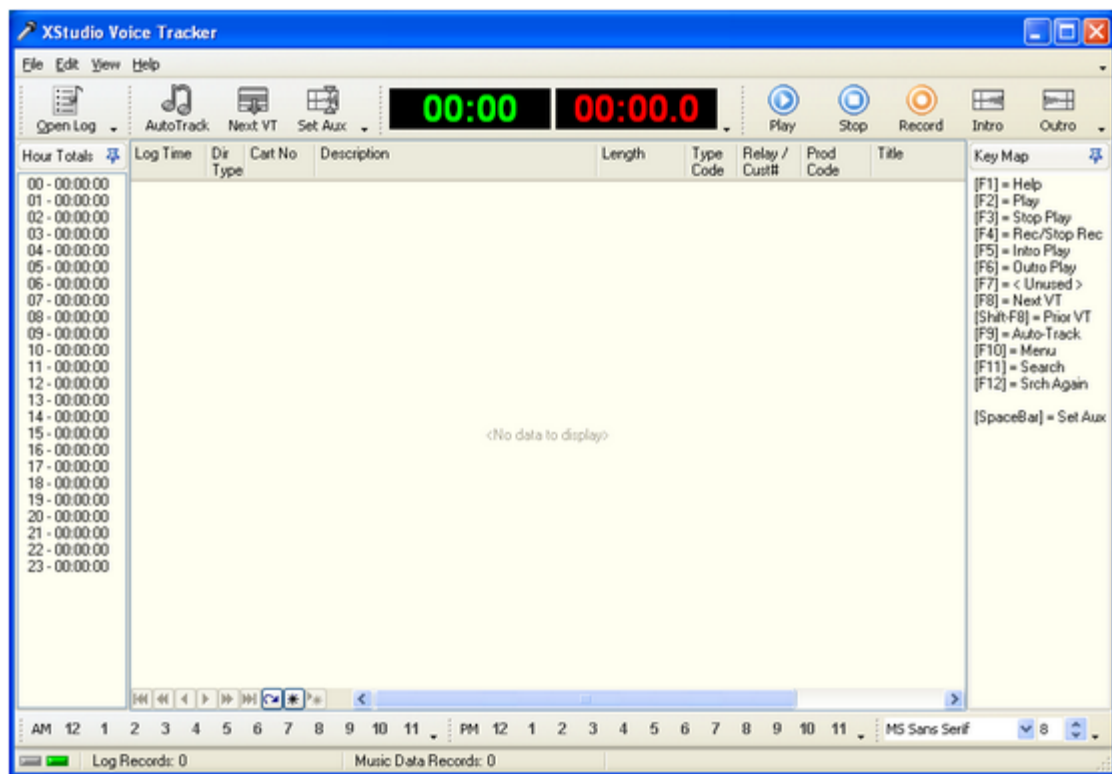 XStudio Voice Tracker
File Edit View Help
Open Log AutoTrack Next VT Set Aux 00:00 00:00.0 Play Stop Record Intro Outro
Hour Totals Log Time Dir Type Cart No Description Length Type Code Relay / Cust# Prod Code Title Key Map
00 - 00:00:00
01 - 00:00:00
02 - 00:00:00
03 - 00:00:00
04 - 00:00:00
05 - 00:00:00
06 - 00:00:00
07 - 00:00:00
08 - 00:00:00
09 - 00:00:00
10 - 00:00:00
11 - 00:00:00
12 - 00:00:00
13 - 00:00:00
14 - 00:00:00
15 - 00:00:00
16 - 00:00:00
17 - 00:00:00
18 - 00:00:00
19 - 00:00:00
20 - 00:00:00
21 - 00:00:00
22 - 00:00:00
23 - 00:00:00
<No data to display>
[F1] = Help
[F2] = Play
[F3] = Stop Play
[F4] = Rec/Stop Rec
[F5] = Intro Play
[F6] = Outro Play
[F7] = < Unused >
[F8] = Next VT
[Shift-F8] = Prior VT
[F9] = Auto-Track
[F10] = Menu
[F11] = Search
[F12] = Srch Again
[SpaceBar] = Set Aux
AM 12 1 2 3 4 5 6 7 8 9 10 11 PM 12 1 2 3 4 5 6 7 8 9 10 11 MS Sans Serif 8
Log Records: 0 Music Data Records: 0